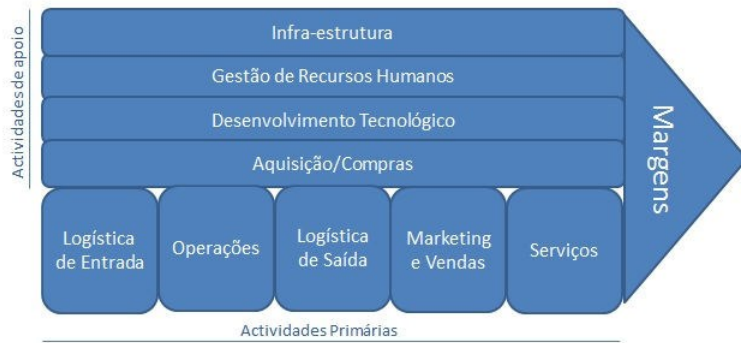 Actividades de apoio
Infra-estrutura
Gestão de Recursos Humanos
Desenvolvimento Tecnológico
Aquisição/Compras
Logística
de Entrada
Operações
Logística
de Saída
Marketing
e Vendas
Serviços
Margens
Actividades Primárias